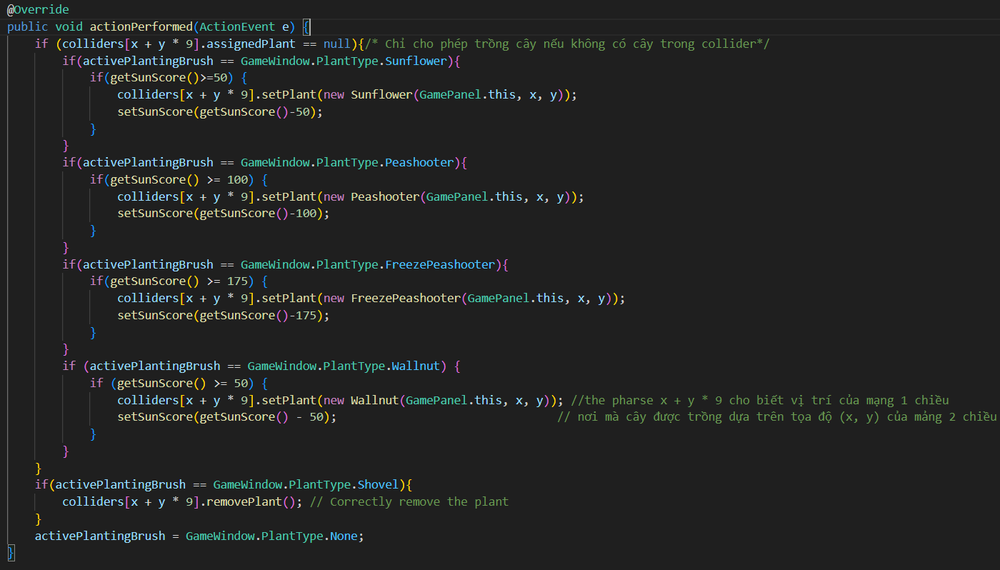 @Override
public void actionPerformed(ActionEvent e) {
    if (colliders[x + y * 9].assignedPlant == null){/* Chỉ cho phép trồng cây nếu không có cây trong collider*/
        if(activePlantingBrush == GameWindow.PlantType.Sunflower){
            if(getSunScore()>=50) {
                colliders[x + y * 9].setPlant(new Sunflower(GamePanel.this, x, y));
                setSunScore(getSunScore()-50);
            }
        }
        if(activePlantingBrush == GameWindow.PlantType.Peashooter){
            if(getSunScore() >= 100) {
                colliders[x + y * 9].setPlant(new Peashooter(GamePanel.this, x, y));
                setSunScore(getSunScore()-100);
            }
        }
        if(activePlantingBrush == GameWindow.PlantType.FreezePeashooter){
            if(getSunScore() >= 175) {
                colliders[x + y * 9].setPlant(new FreezePeashooter(GamePanel.this, x, y));
                setSunScore(getSunScore()-175);
            }
        }
        if (activePlantingBrush == GameWindow.PlantType.Wallnut) {
            if (getSunScore() >= 50) {
                colliders[x + y * 9].setPlant(new Wallnut(GamePanel.this, x, y)); //the pharse x + y * 9 cho biết vị trí của mạng 1 chiều
                setSunScore(getSunScore() - 50);                                // nơi mà cây được trồng dựa trên tọa độ (x, y) của mảng 2 chiều
            }
        }
    }
    if(activePlantingBrush == GameWindow.PlantType.Shovel){
        colliders[x + y * 9].removePlant(); // Correctly remove the plant
    }
    activePlantingBrush = GameWindow.PlantType.None;
}